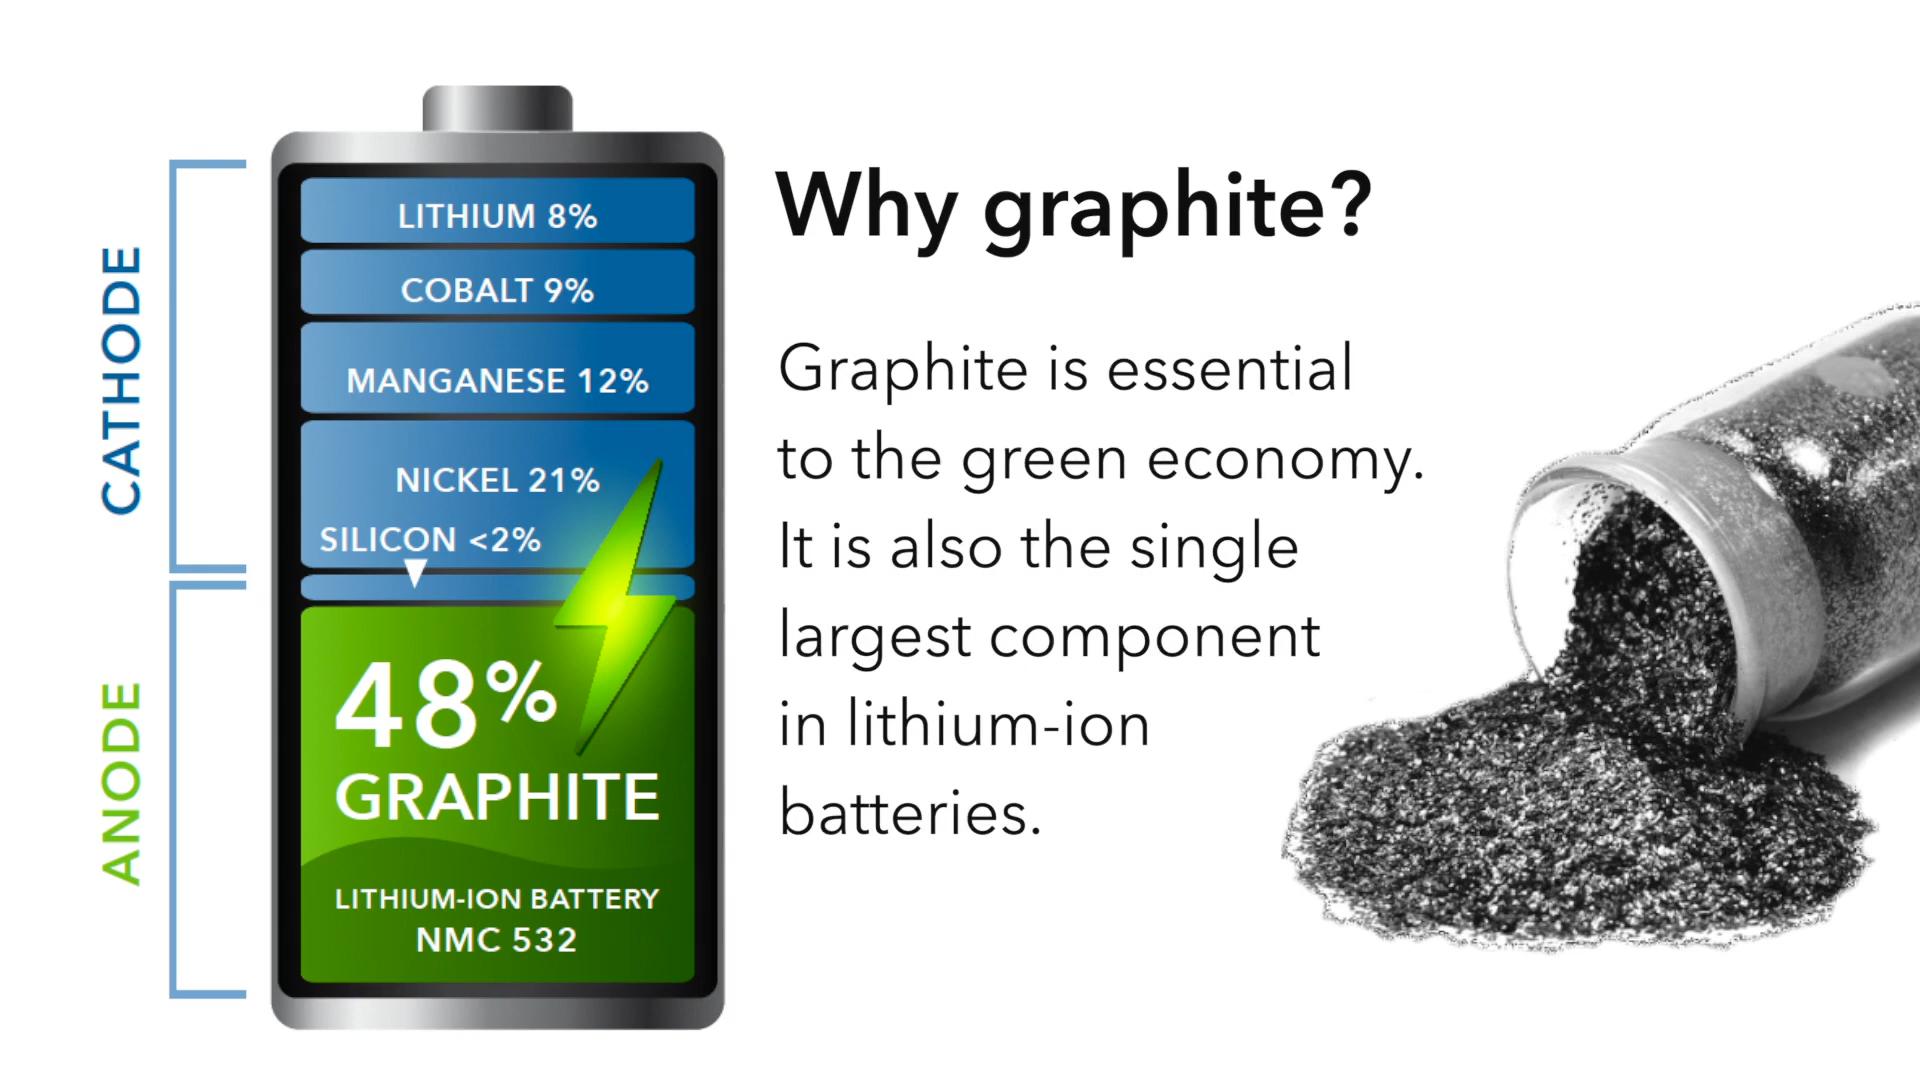 CATHODE
ANODE
LITHIUM 8%
COBALT 9%
MANGANESE 12%
NICKEL 21%
SILICON <2%
48%
GRAPHITE
LITHIUM-ION BATTERY
NMC 532
Why graphite?
Graphite is essential
to the green economy.
It is also the single
largest component
in lithium-ion
batteries.